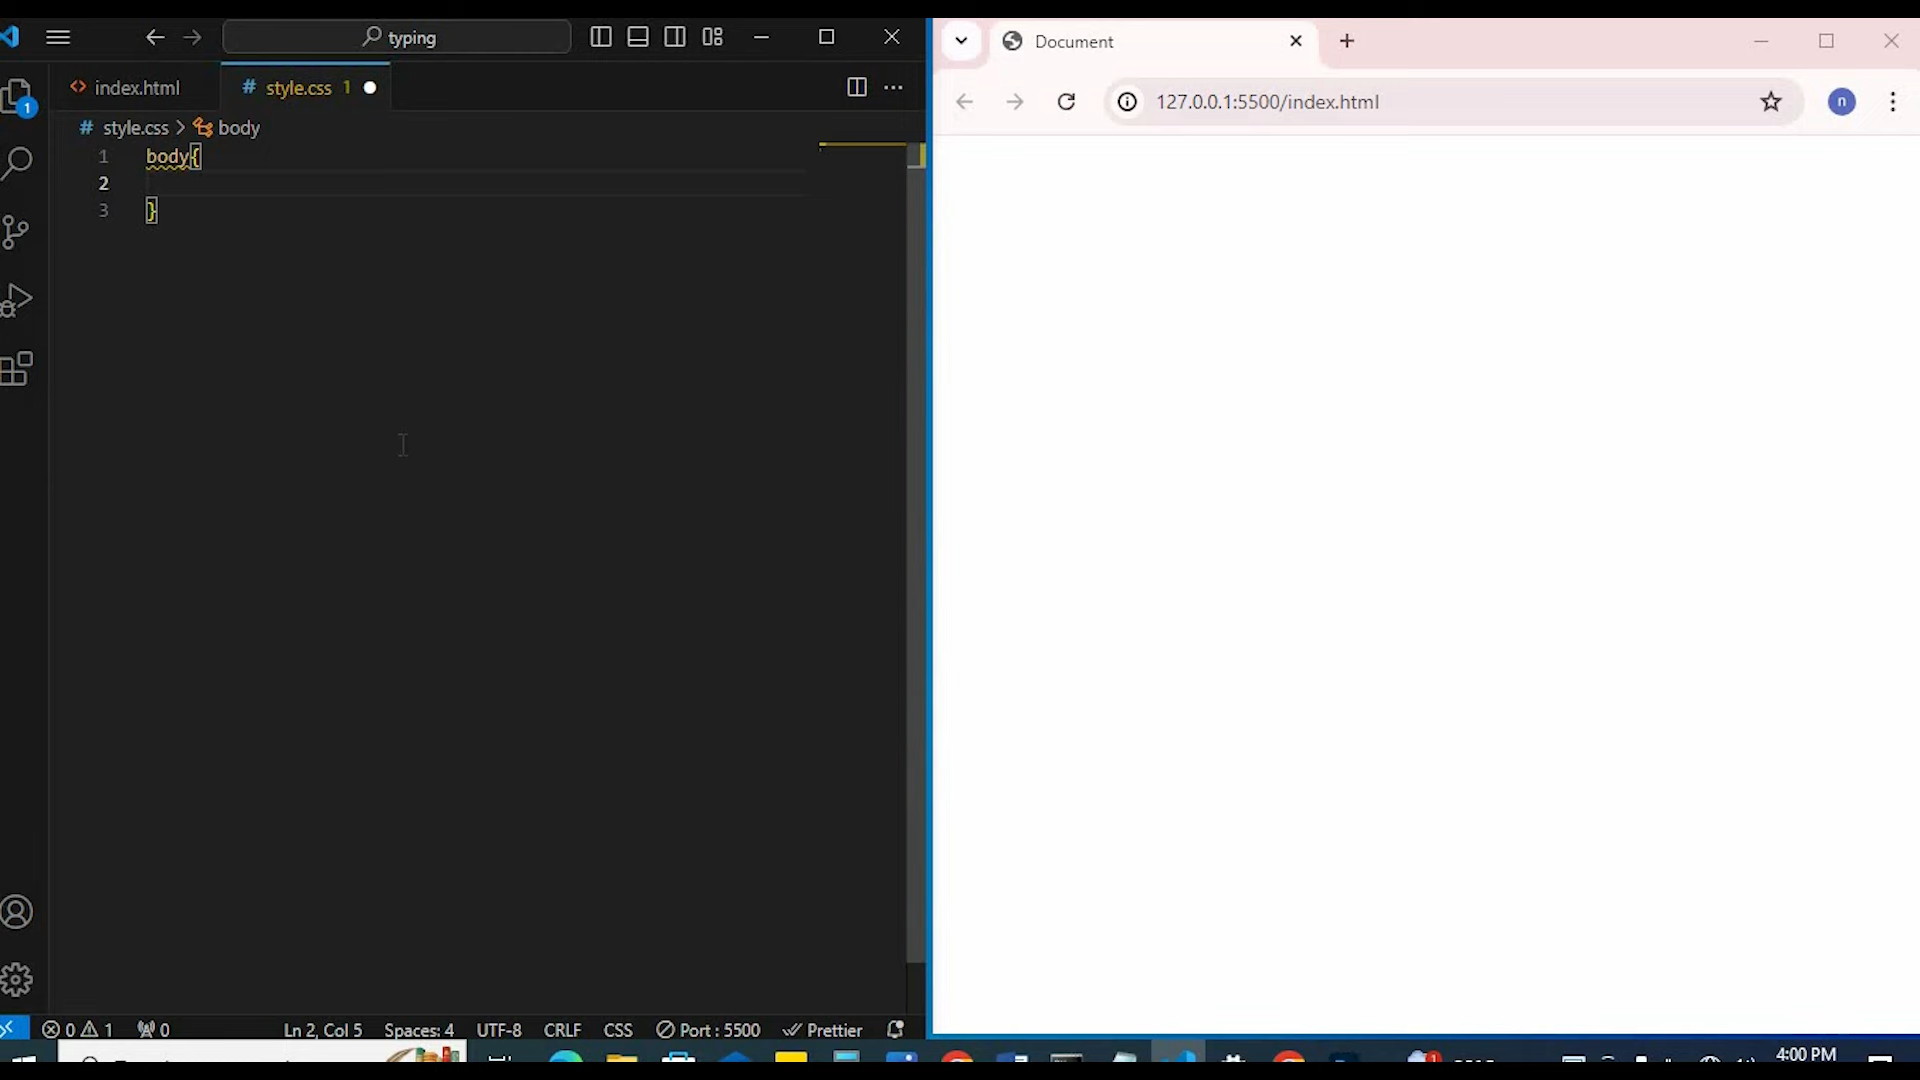 typing
Document
index.html
# style.css 1
127.0.0.1:5500/index.html
n
1
# style.css > body
1 body{
2
3 }
0 1 0 Ln 2, Col 5 Spaces: 4 UTF-8 CRLF CSS Port : 5500 Prettier
1
4:00 PM